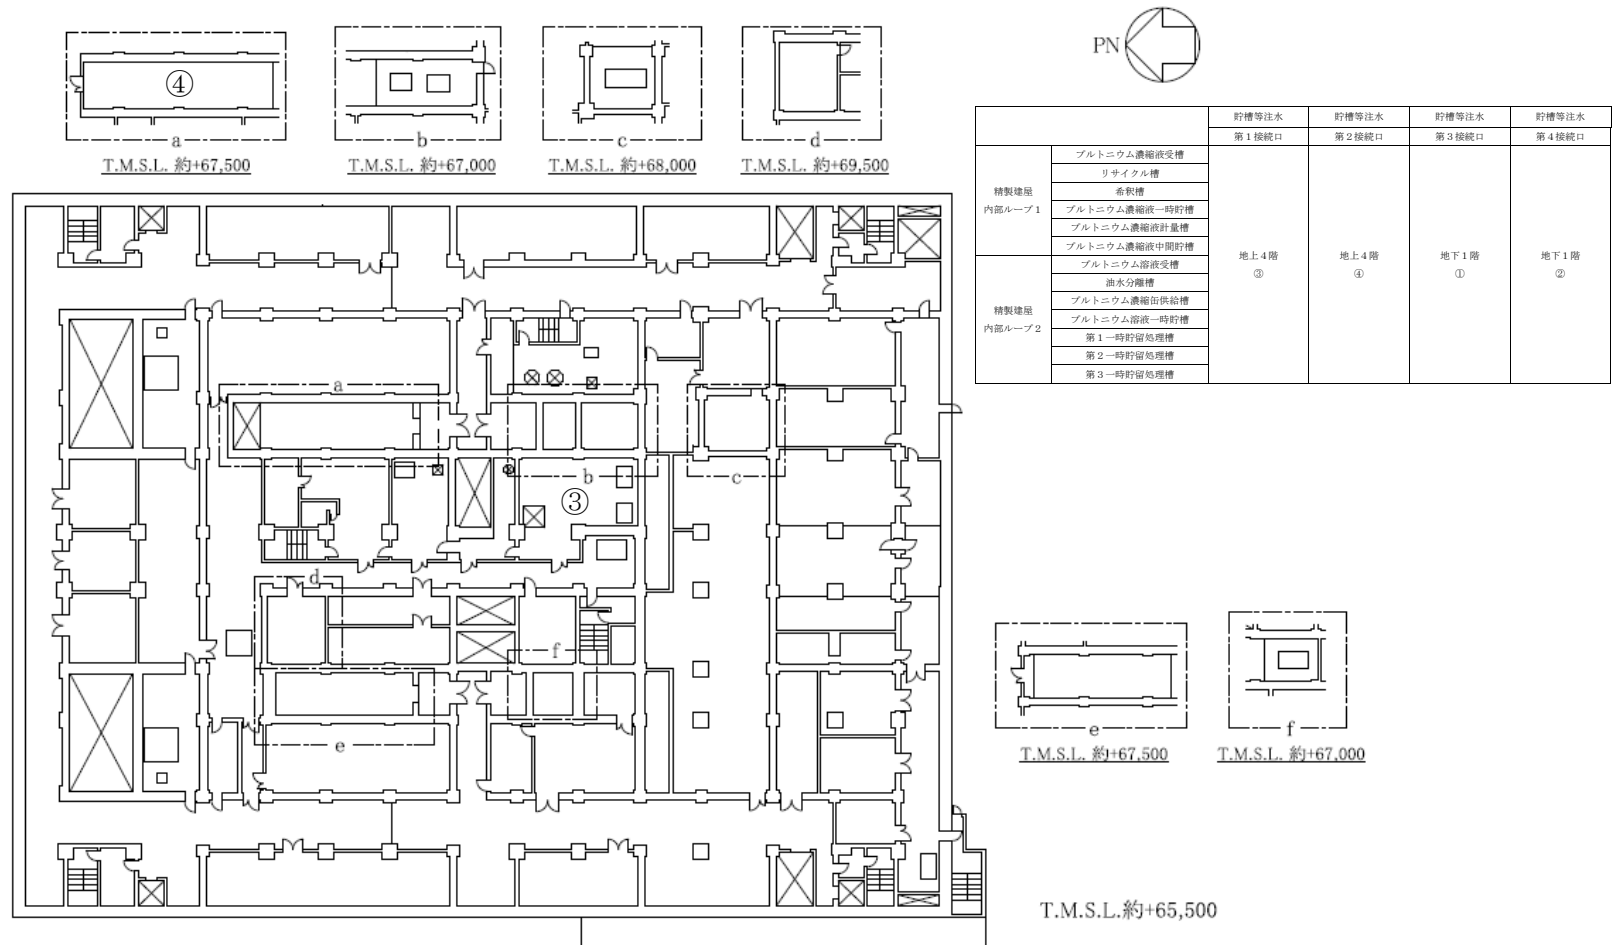 ④
a
T.M.S.L. 約+67,500
b
T.M.S.L. 約+67,000
c
T.M.S.L. 約+68,000
d
T.M.S.L. 約+69,500
PN
貯槽等注水 貯槽等注水 貯槽等注水 貯槽等注水
第1接続口 第2接続口 第3接続口 第4接続口
精製建屋
内部ループ1
プルトニウム濃縮液受槽
リサイクル槽
希釈槽
プルトニウム濃縮液一時貯槽
プルトニウム濃縮液計量槽
プルトニウム濃縮液中間貯槽
精製建屋
内部ループ2
プルトニウム溶液受槽
油水分離槽
プルトニウム濃縮缶供給槽
プルトニウム溶液一時貯槽
第1一時貯留処理槽
第2一時貯留処理槽
第3一時貯留処理槽
地上4階 地上4階 地下1階 地下1階
③ ④ ① ②
a
b
c
③
d
f
e
e
T.M.S.L. 約+67,500
f
T.M.S.L. 約+67,000
T.M.S.L.約+65,500